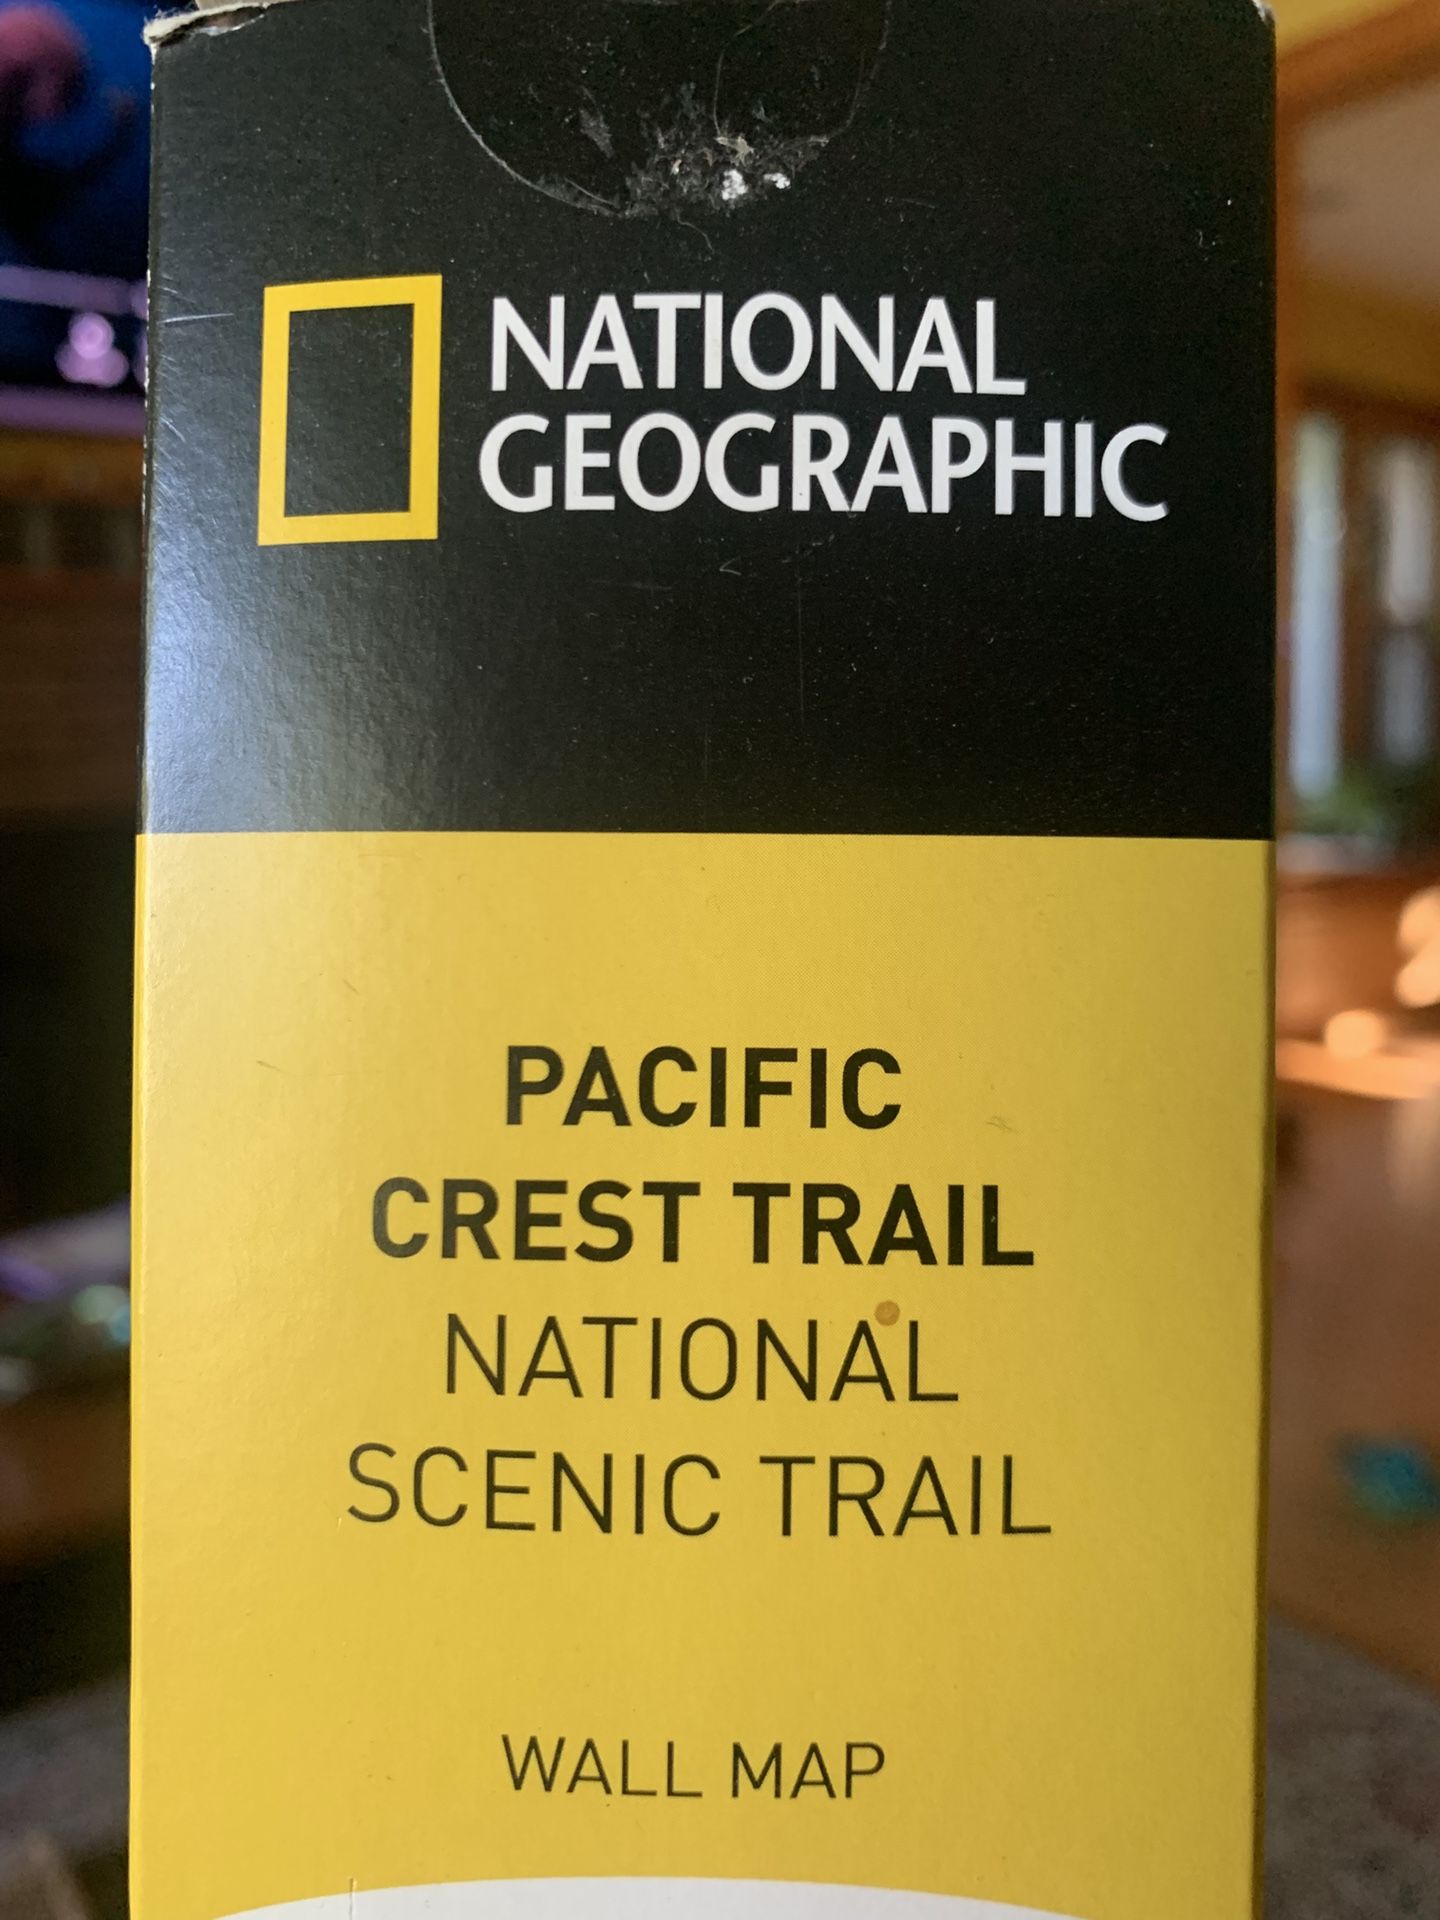 NATIONAL
GEOGRAPHIC
PACIFIC
CREST TRAIL
NATIONAL
SCENIC TRAIL
WALL MAP